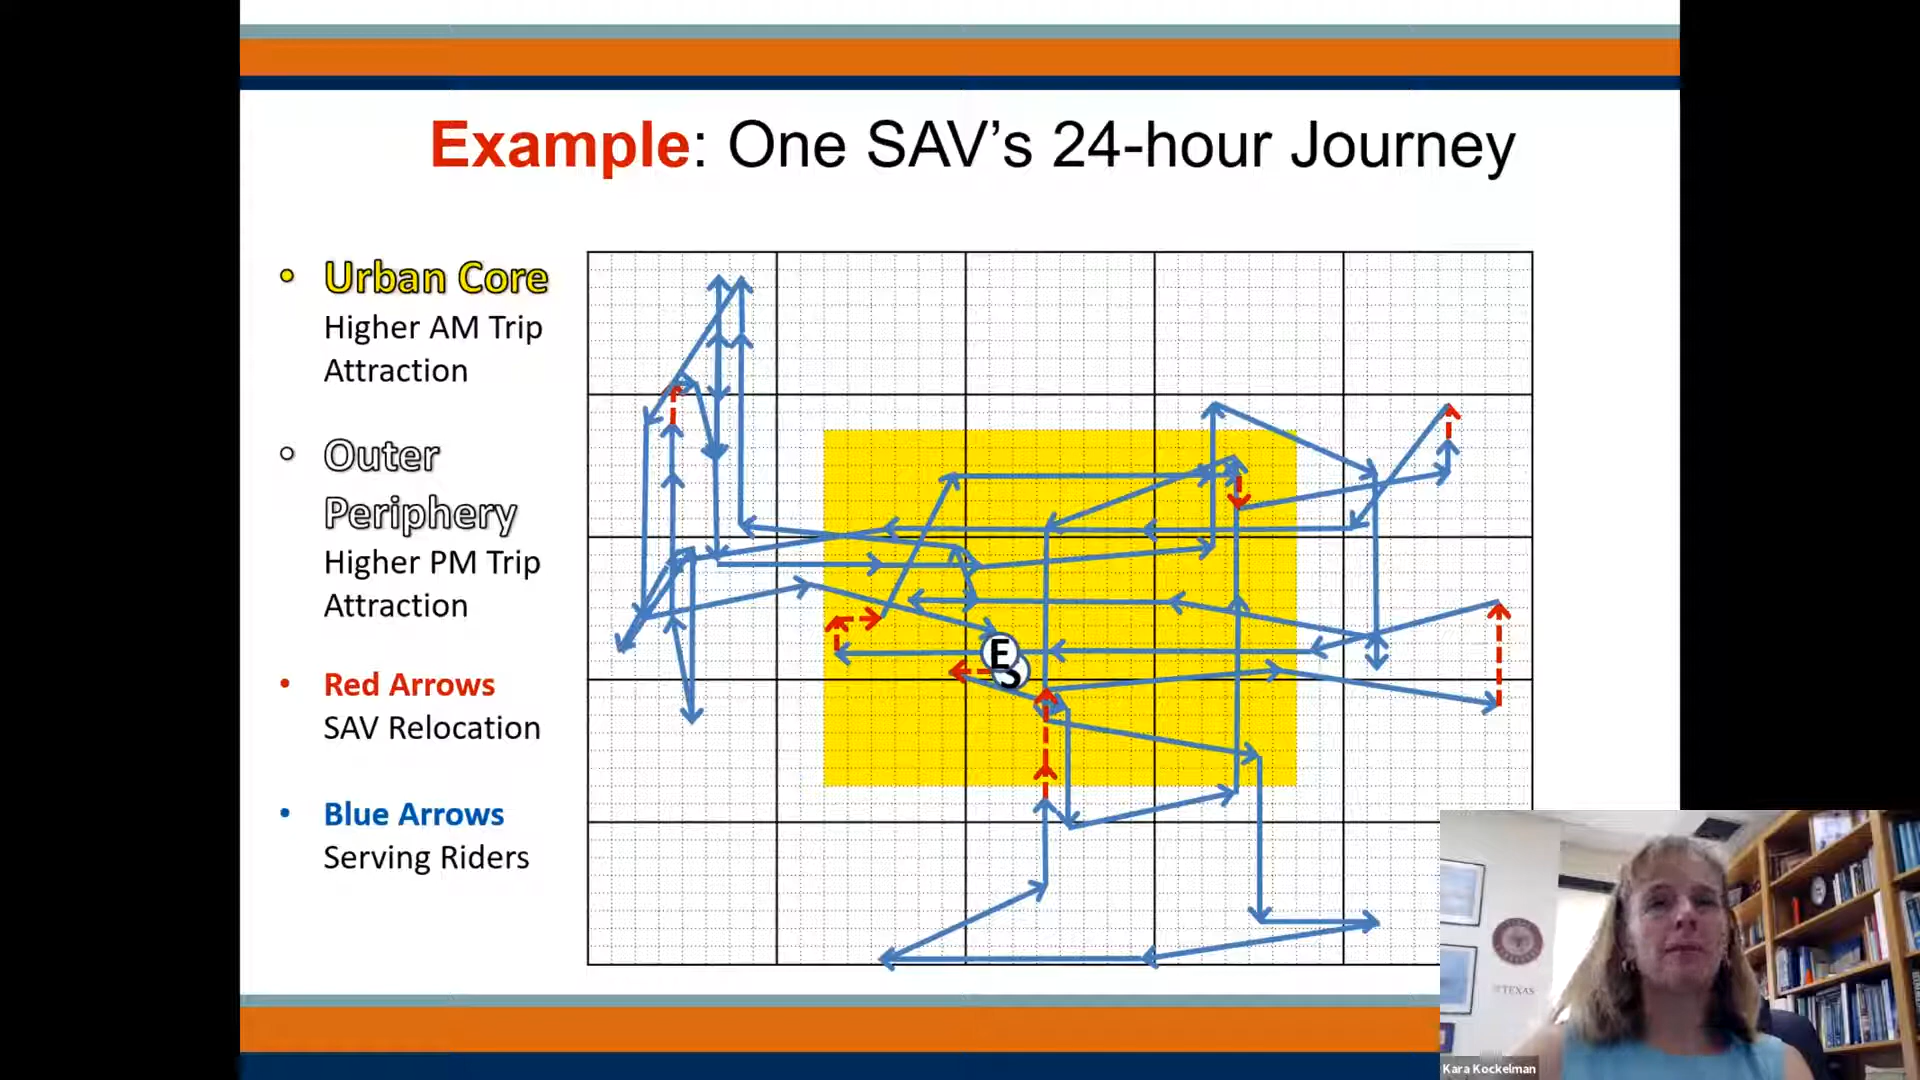 Example: One SAV’s 24-hour Journey
Urban Core
Higher AM Trip
Attraction
Outer
Periphery
Higher PM Trip
Attraction
Red Arrows
SAV Relocation
Blue Arrows
Serving Riders
E
S
TEXAS
Kara Kockelman